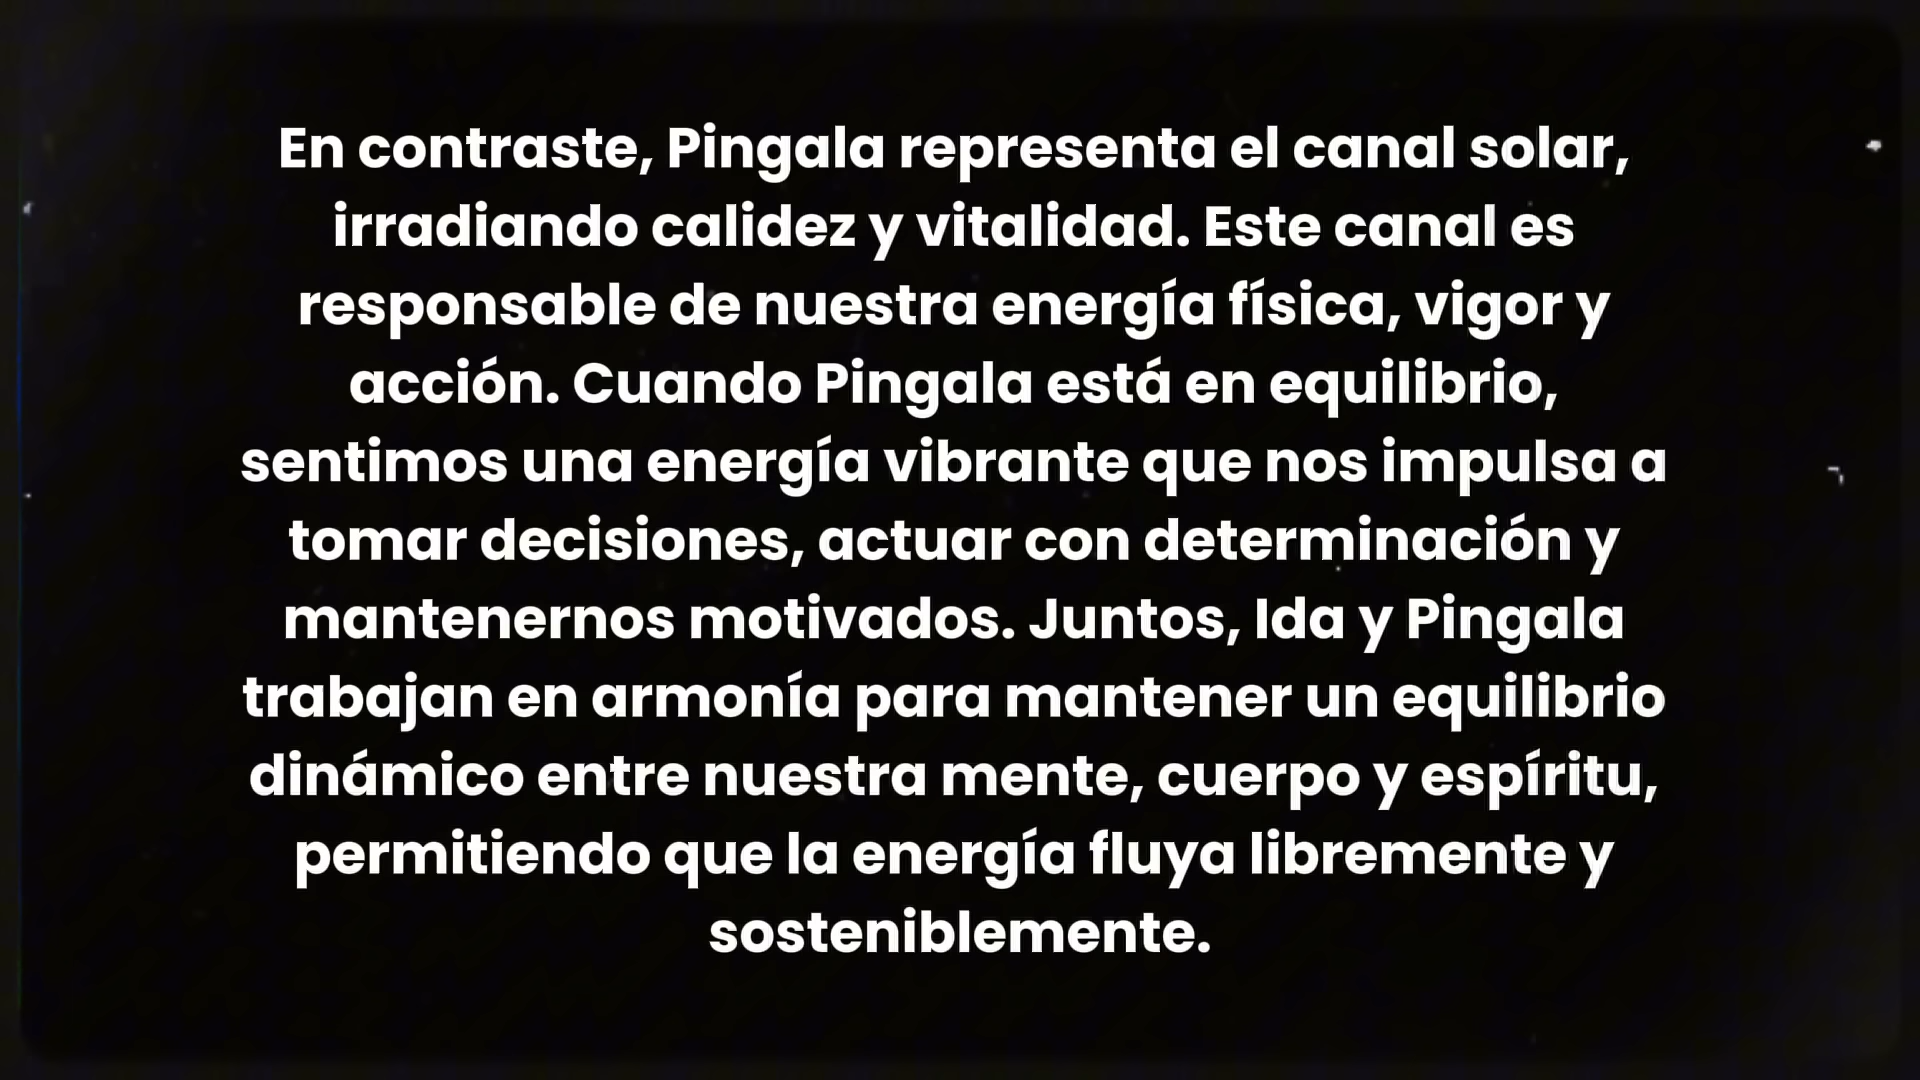 En contraste, Pingala representa el canal solar,
irradiando calidez y vitalidad. Este canal es
responsable de nuestra energía física, vigor y
acción. Cuando Pingala está en equilibrio,
sentimos una energía vibrante que nos impulsa a
tomar decisiones, actuar con determinación y
mantenernos motivados. Juntos, Ida y Pingala
trabajan en armonía para mantener un equilibrio
dinámico entre nuestra mente, cuerpo y espíritu,
permitiendo que la energía fluya libremente y
sosteniblemente.